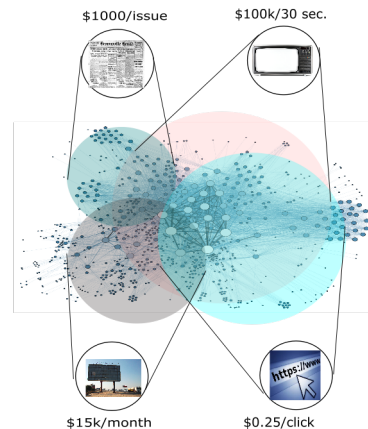 $1000/issue
$100k/30 sec.
https://www
$15k/month
$0.25/click